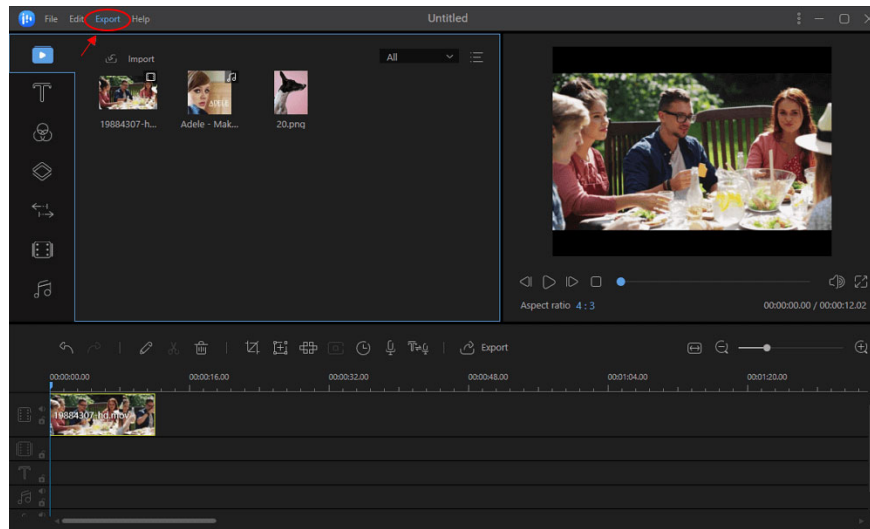 File Edit Export Help
Untitled
Import
All
19884307-h...
Adele - Mak...
20.png
ADELE
Aspect ratio 4 : 3
00:00:00.00 / 00:00:12.02
Export
00:00:00.00
00:00:16.00
00:00:32.00
00:00:48.00
00:01:04.00
00:01:20.00
19884307-hd.mov